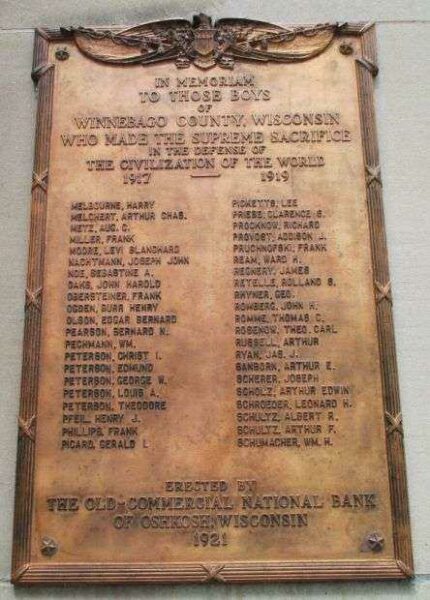 IN MEMORIAM
TO THOSE BOYS
OF
WINNEBAGO COUNTY, WISCONSIN
WHO MADE THE SUPREME SACRIFICE
IN THE DEFENSE OF
THE CIVILIZATION OF THE WORLD
1917 — 1919
MELBOURNE, HARRY
MELCHERT, ARTHUR CHAS.
METZ, AUG. C.
MILLER, FRANK
MOORE, LEVI BLANCHARD
NACHTMANN, JOSEPH JOHN
NOE, SEBASTINE A.
OAKS, JOHN HAROLD
OBERSTEINER, FRANK
OGDEN, BURR HENRY
OLSON, EDGAR BERNARD
PEARSON, BERNARD N.
PECHMANN, WM.
PETERSON, CHRIST I.
PETERSON, EDMUND
PETERSON, GEORGE W.
PETERSON, LOUIS A.
PETERSON, THEODORE
PFEIL, HENRY J.
PHILLIPS, FRANK
PICARD, GERALD I.
PICKETTS, LEE
PRIEBE, CLARENCE G.
PROCKNOW, RICHARD
PROVOST, ADDISON J.
PRUCHNOFSKI, FRANK
REAM, WARD H.
REGNERY, JAMES
RETELLE, ROLLAND S.
RHYNER, GEO.
ROMBERG, JOHN H.
ROMME, THOMAS C.
ROSENOW, THEO. CARL
RUSSELL, ARTHUR
RYAN, JAS. J.
SANBORN, ARTHUR E.
SCHERER, JOSEPH
SCHOLZ, ARTHUR EDWIN
SCHROEDER, LEONARD H.
SCHULTZ, ALBERT R.
SCHULTZ, ARTHUR F.
SCHUMACHER, WM. H.
ERECTED BY
THE OLD-COMMERCIAL NATIONAL BANK
OF OSHKOSH, WISCONSIN
1921